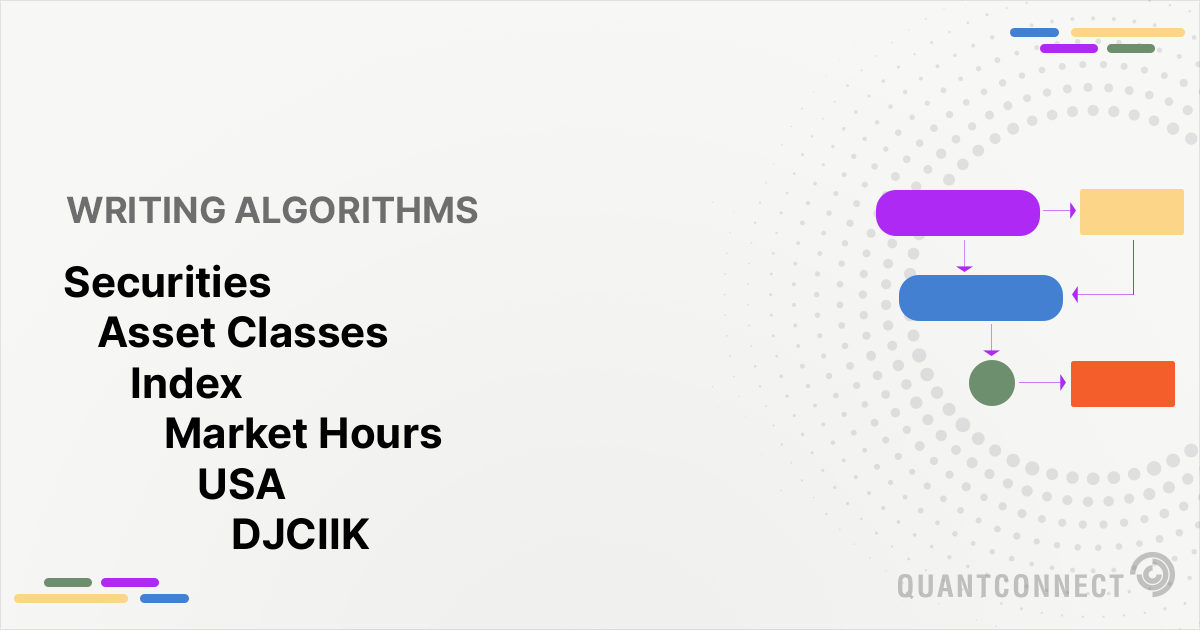 WRITING ALGORITHMS
Securities
Asset Classes
Index
Market Hours
USA
DJCIIK
QUANTCONNECT